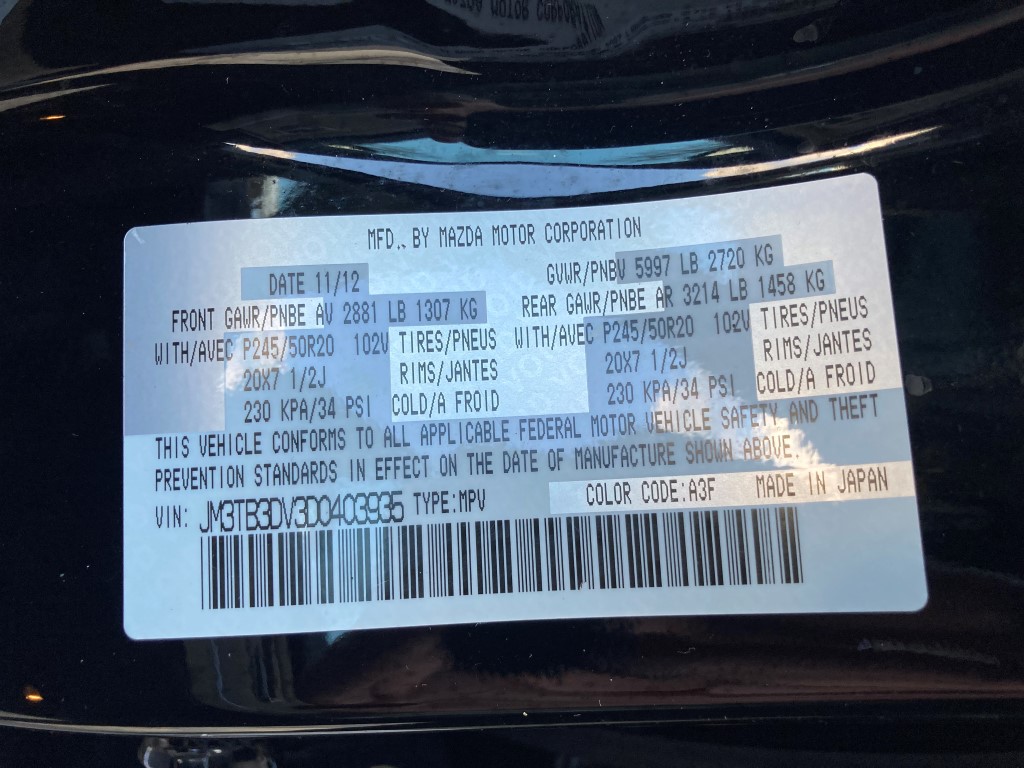 MFD. BY MAZDA MOTOR CORPORATION
DATE 11/12 GVWR/PNBV 5997 LB 2720 KG
FRONT GAWR/PNBE AV 2881 LB 1307 KG REAR GAWR/PNBE AR 3214 LB 1458 KG
WITH/AVEC P245/50R20 102V TIRES/PNEUS WITH/AVEC P245/50R20 102V TIRES/PNEUS
20X7 1/2J RIMS/JANTES 20X7 1/2J RIMS/JANTES
230 KPA/34 PSI COLD/A FROID 230 KPA/34 PSI COLD/A FROID
THIS VEHICLE CONFORMS TO ALL APPLICABLE FEDERAL MOTOR VEHICLE SAFETY AND THEFT
PREVENTION STANDARDS IN EFFECT ON THE DATE OF MANUFACTURE SHOWN ABOVE.
VIN: JM3TB3DV3D0403935 TYPE:MPV COLOR CODE:A3F MADE IN JAPAN